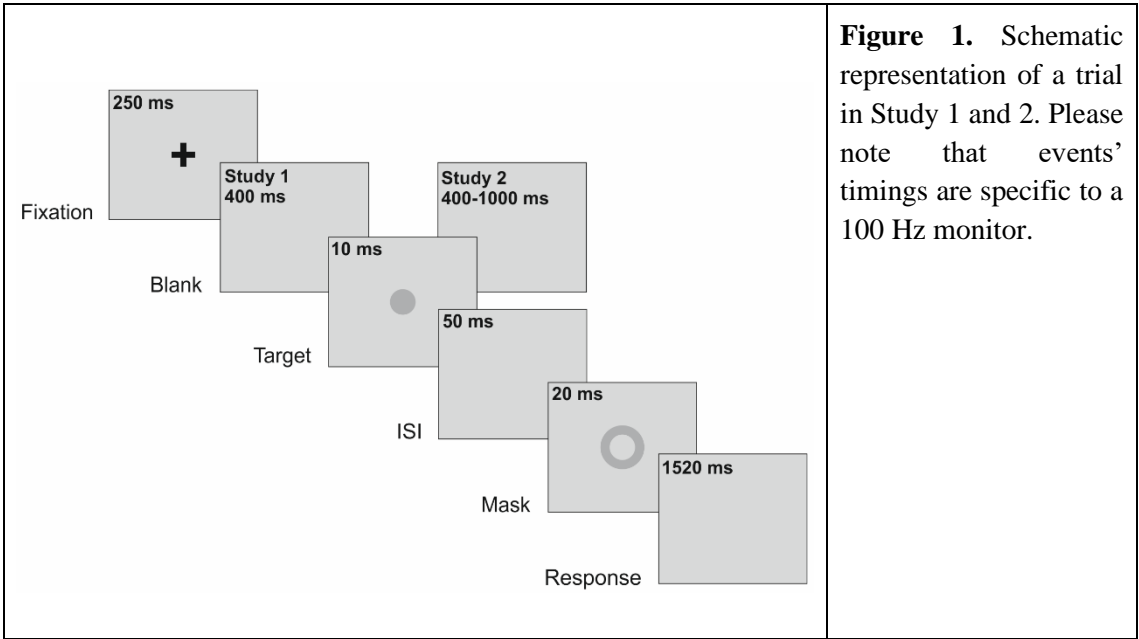 250 ms
Fixation
Study 1
400 ms
Study 2
400-1000 ms
Blank
10 ms
Target
50 ms
ISI
20 ms
Mask
1520 ms
Response
Figure 1. Schematic
representation of a trial
in Study 1 and 2. Please
note that events’
timings are specific to a
100 Hz monitor.